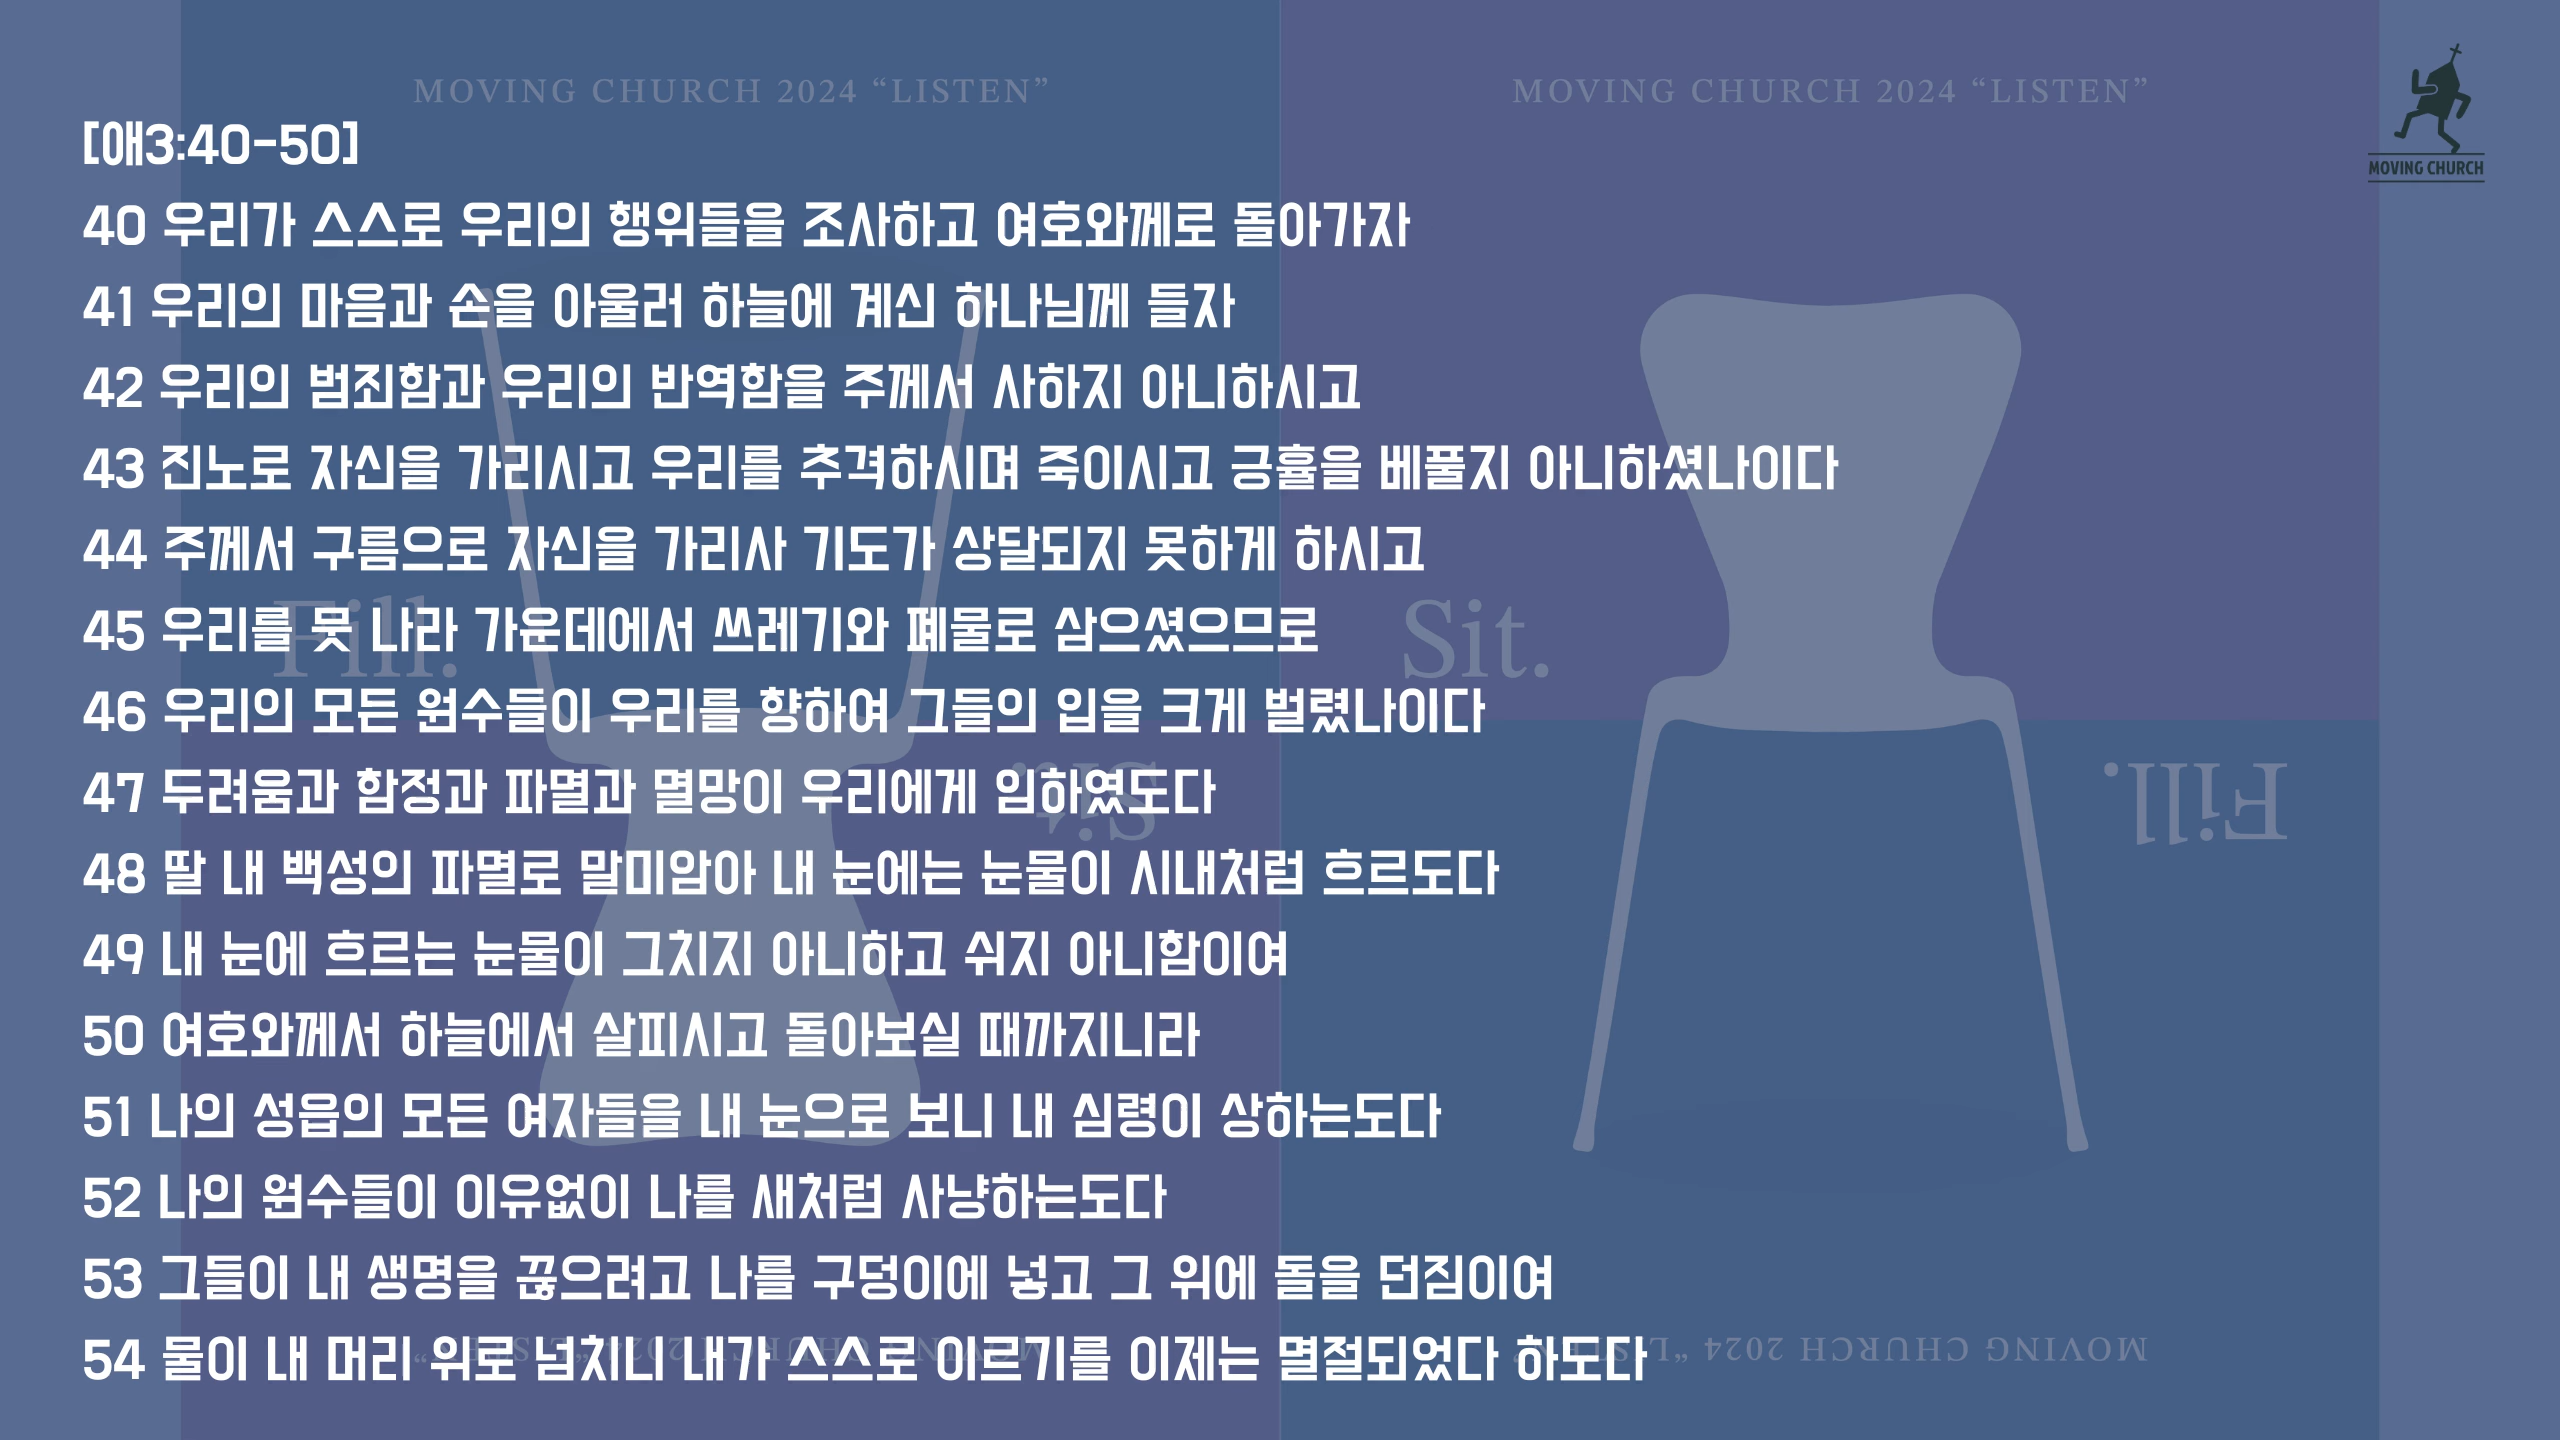 MOVING CHURCH 2024 “LISTEN”
MOVING CHURCH 2024 “LISTEN”
MOVING CHURCH
[애3:40-50]
40 우리가 스스로 우리의 행위들을 조사하고 여호와께로 돌아가자
41 우리의 마음과 손을 아울러 하늘에 계신 하나님께 들자
42 우리의 범죄함과 우리의 반역함을 주께서 사하지 아니하시고
43 진노로 자신을 가리시고 우리를 추격하시며 죽이시고 긍휼을 베풀지 아니하셨나이다
44 주께서 구름으로 자신을 가리사 기도가 상달되지 못하게 하시고
45 우리를 뭇 나라 가운데에서 쓰레기와 폐물로 삼으셨으므로
Fill.
Sit.
46 우리의 모든 원수들이 우리를 향하여 그들의 입을 크게 벌렸나이다
47 두려움과 함정과 파멸과 멸망이 우리에게 임하였도다
Sit.
Fill.
48 딸 내 백성의 파멸로 말미암아 내 눈에는 눈물이 시내처럼 흐르도다
49 내 눈에 흐르는 눈물이 그치지 아니하고 쉬지 아니함이여
50 여호와께서 하늘에서 살피시고 돌아보실 때까지니라
51 나의 성읍의 모든 여자들을 내 눈으로 보니 내 심령이 상하는도다
52 나의 원수들이 이유없이 나를 새처럼 사냥하는도다
53 그들이 내 생명을 끊으려고 나를 구덩이에 넣고 그 위에 돌을 던짐이여
54 물이 내 머리 위로 넘치니 내가 스스로 이르기를 이제는 멸절되었다 하도다
MOVING CHURCH 2024 “LISTEN”
MOVING CHURCH 2024 “LISTEN”